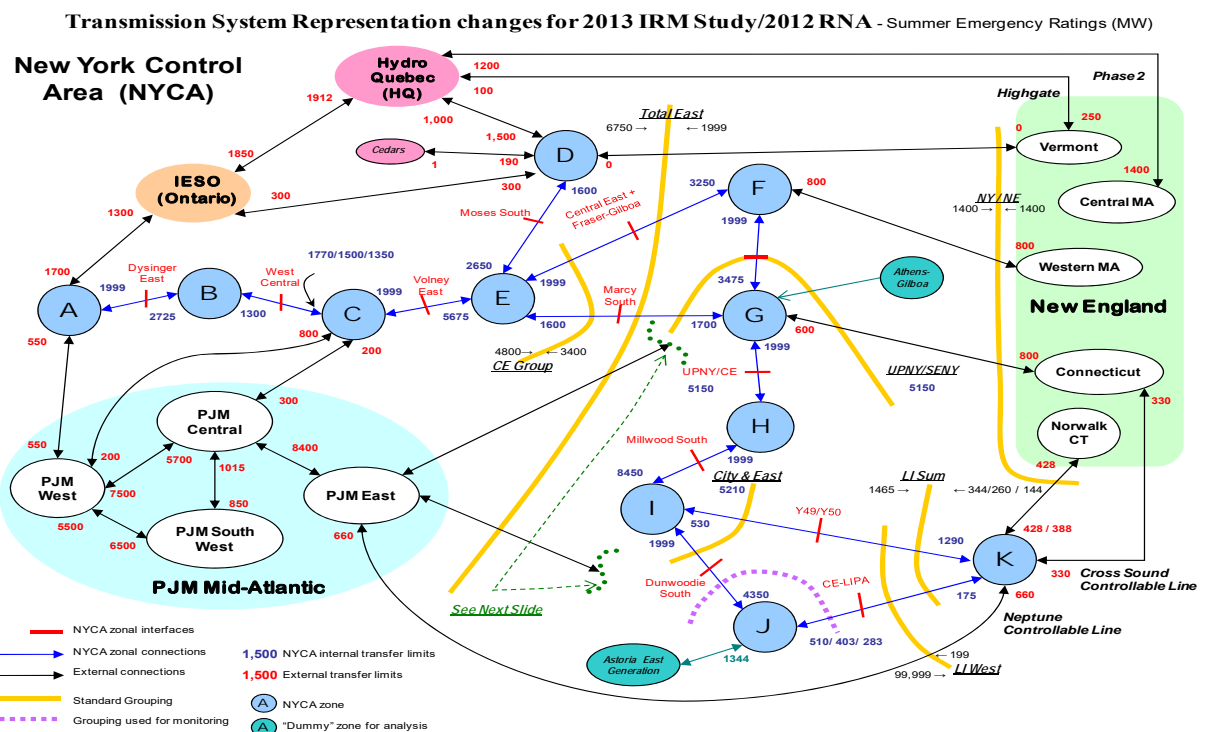 Transmission System Representation changes for 2013 IRM Study/2012 RNA - Summer Emergency Ratings (MW)
New York Control
Area (NYCA)
Hydro
Quebec
(HQ)
1200
100
Phase 2
Highgate
1912
1,000
1,500
Total East
6750→ ←1999
0
250
Cedars
1
190
D
0
Vermont
1850
IESO
(Ontario)
300
300
1600
3250
F
800
1400
Central MA
1300
Moses South
Central East +
Fraser-Gilboa
1999
NY/NE
1400→ ←1400
1770/1500/1350
1700
Dysinger
East
West
Central
Volney
East
2650
800
Western MA
A
1999
B
1999
E
1999
Marcy
South
3475
Athens-
Gilboa
New England
2725
1300
C
5675
1600
1700
G
600
550
800
200
1999
4800→ ←3400
CE Group
UPNY/CE
5150
UPNY/SENY
5150
800
Connecticut
330
PJM
Central
300
H
Norwalk
CT
550
200
5700
1015
8400
Millwood South
1999
428
PJM
West
7500
850
PJM East
8450
City & East
5210
LI Sum
1465→ ←344/260 / 144
5500
6500
PJM South
West
660
I
530
Y49/Y50
428 / 388
1999
1290
K
330
Cross Sound
Controllable Line
PJM Mid-Atlantic
Dunwoodie
South
4350
CE-LIPA
175
660
Neptune
Controllable Line
See Next Slide
J
510/ 403/ 283
Astoria East
Generation
1344
←199
99,999→
LI West
NYCA zonal interfaces
NYCA zonal connections
1,500 NYCA internal transfer limits
External connections
1,500 External transfer limits
Standard Grouping
A NYCA zone
Grouping used for monitoring
A "Dummy" zone for analysis